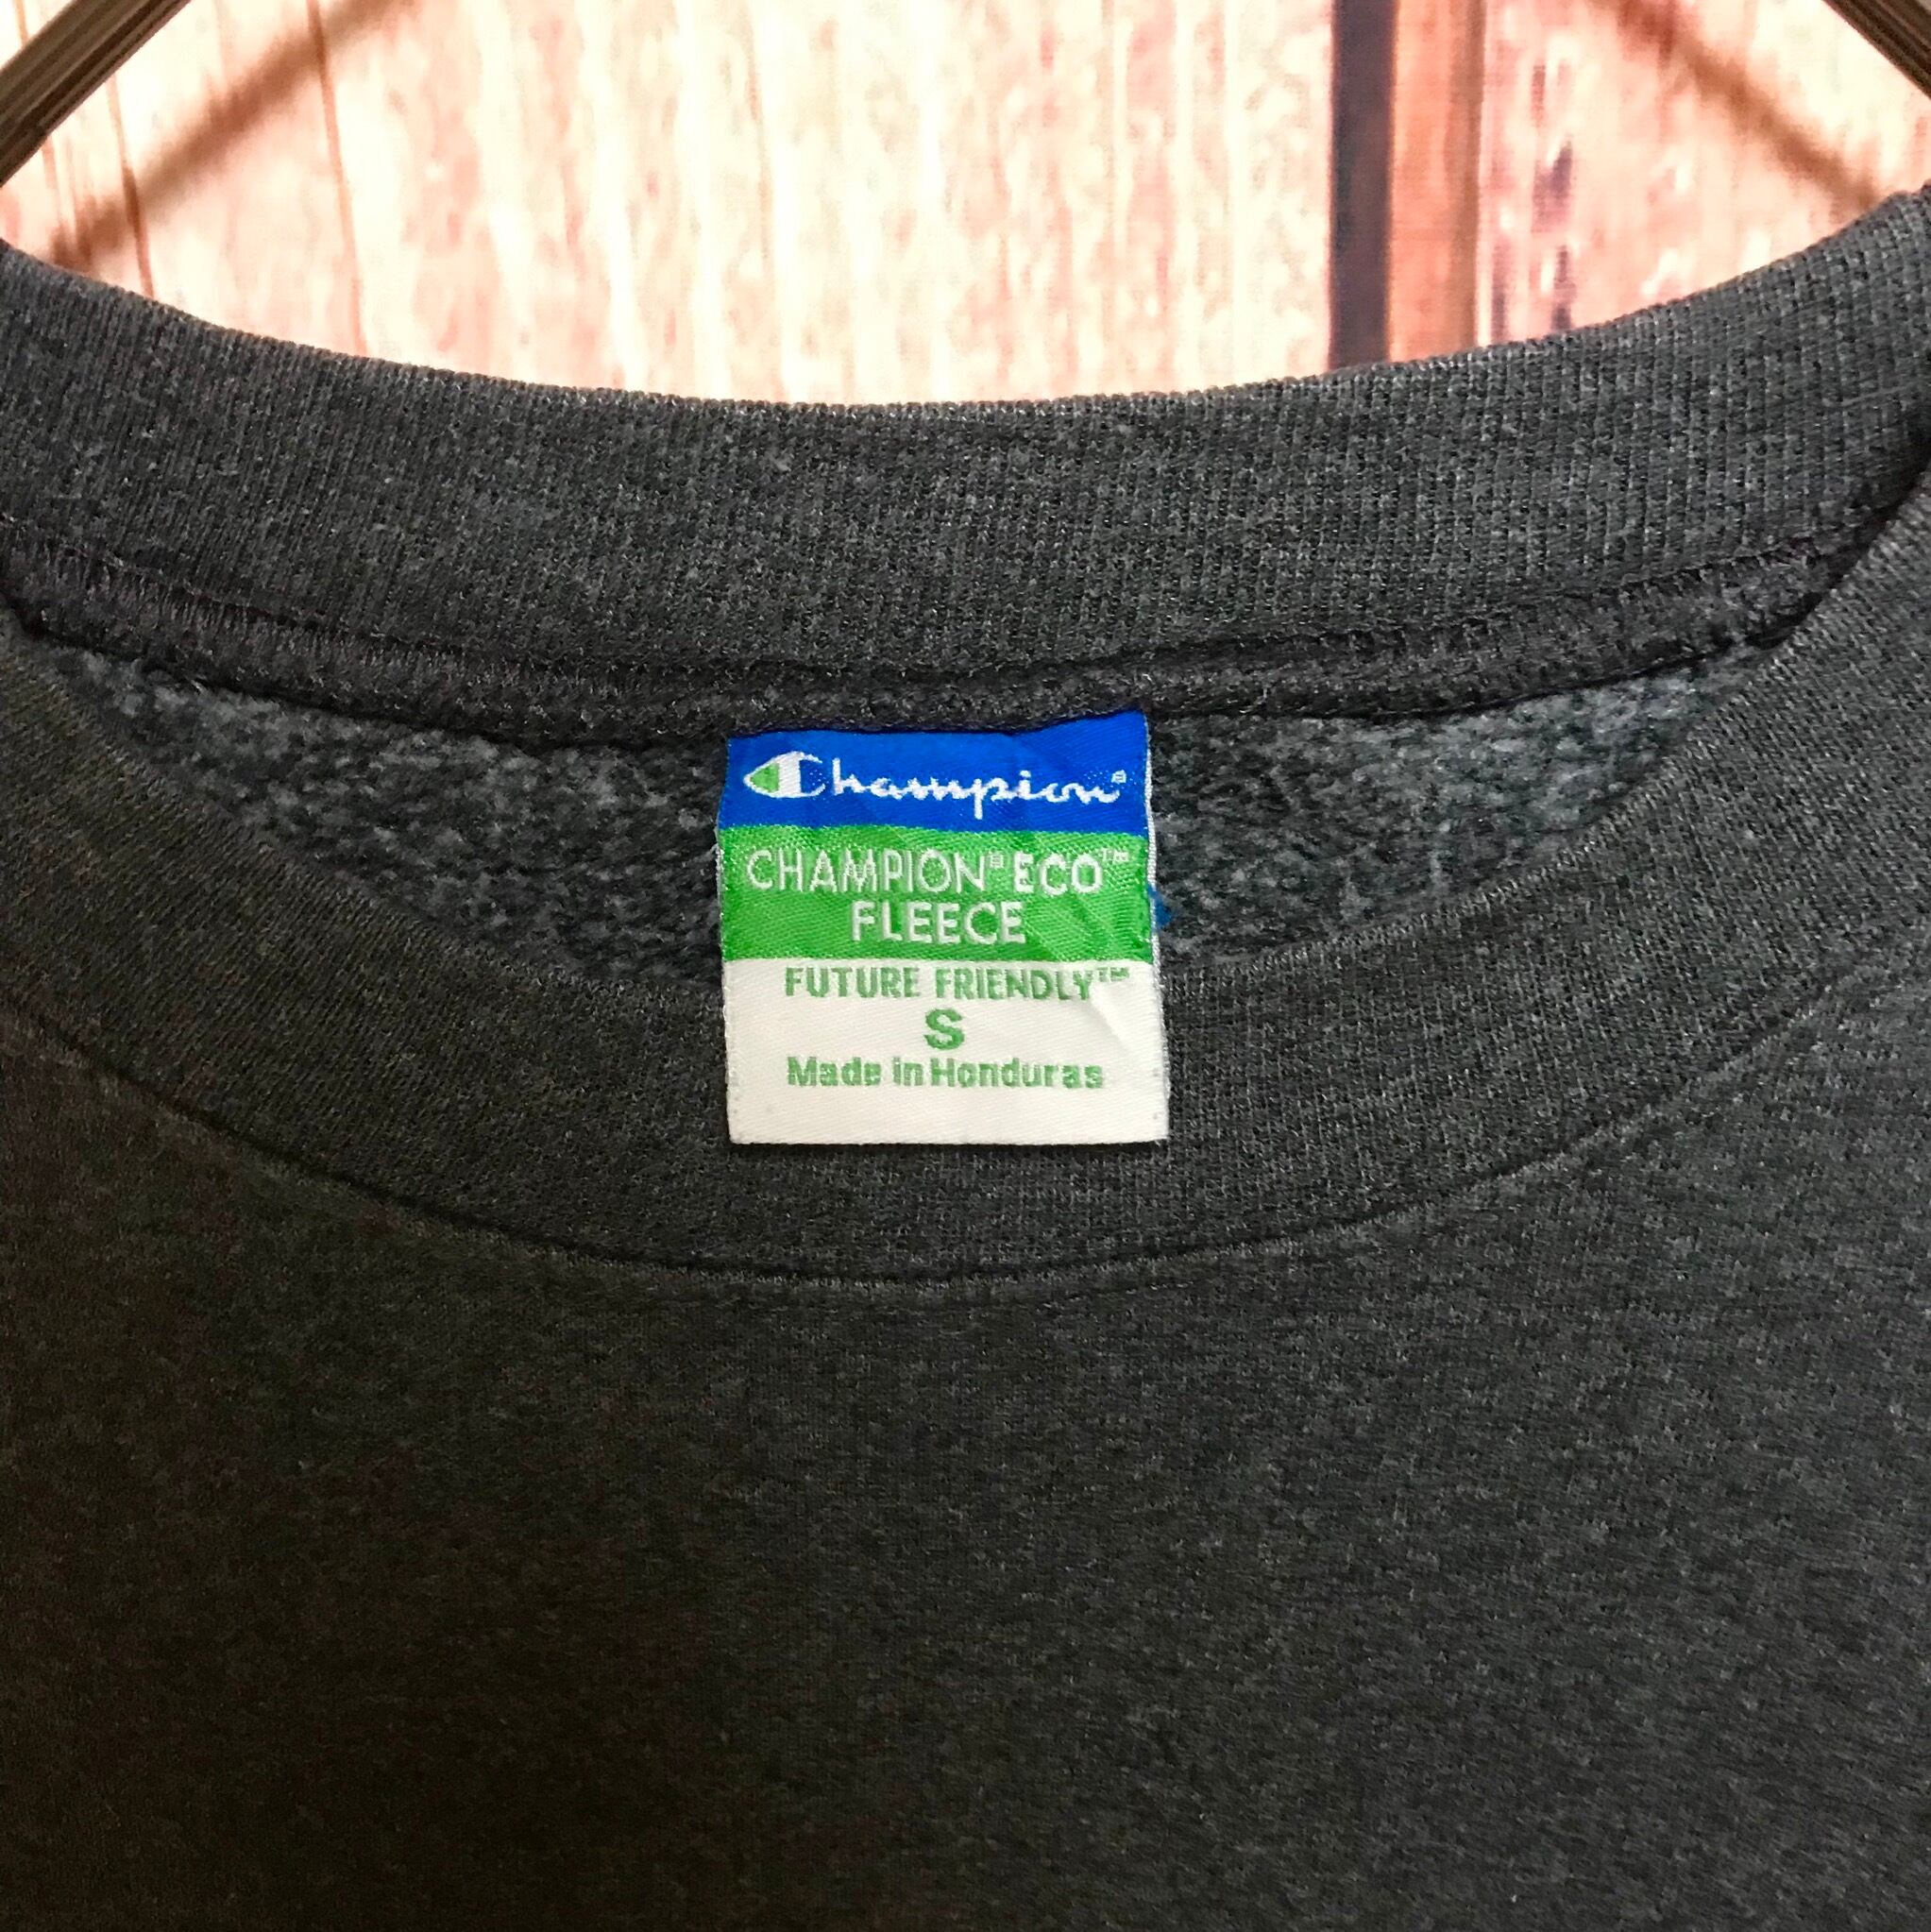 Champion®
CHAMPION® ECO™
FLEECE
FUTURE FRIENDLY™
S
Made in Honduras